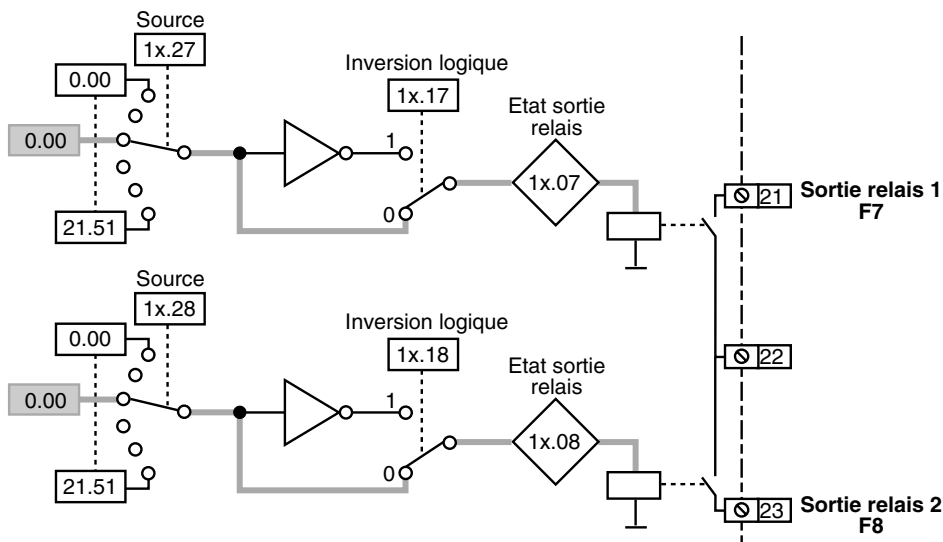 Source
1x.27
0.00
0.00
21.51
Inversion logique
1x.17
1
0
Etat sortie
relais
1x.07
21
Sortie relais 1
F7
Source
1x.28
0.00
0.00
21.51
Inversion logique
1x.18
1
0
Etat sortie
relais
1x.08
22
23
Sortie relais 2
F8